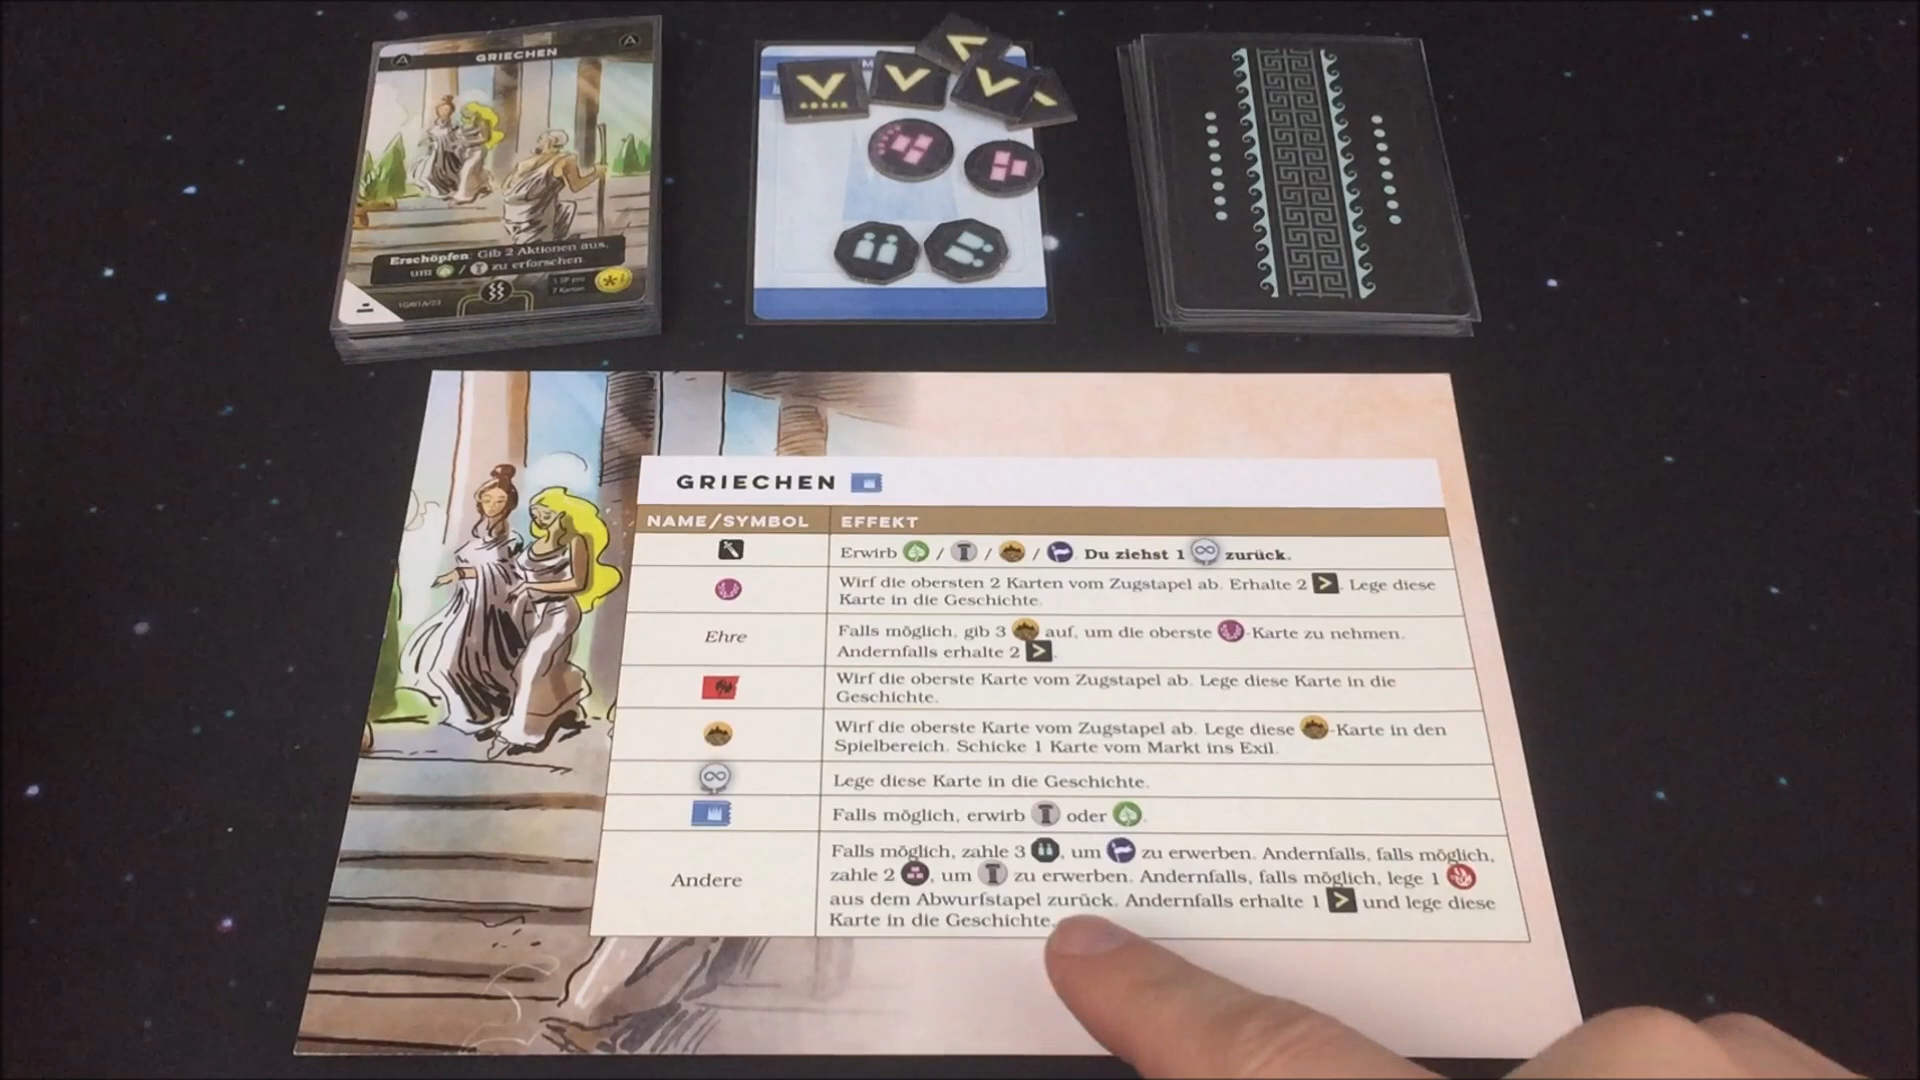 GRIECHEN
Erschöpfen: Gib 2 Aktionen aus,
um / zu erforschen.
GRIECHEN
NAME/SYMBOL EFFEKT
Erwirb / / / . Du ziehst 1 zurück.
Wirf die obersten 2 Karten vom Zugstapel ab. Erhalte 2 . Lege diese
Karte in die Geschichte.
Ehre
Falls möglich, gib 3 auf, um die oberste -Karte zu nehmen.
Andernfalls erhalte 2 .
Wirf die oberste Karte vom Zugstapel ab. Lege diese Karte in die
Geschichte.
Wirf die oberste Karte vom Zugstapel ab. Lege diese -Karte in den
Spielbereich. Schicke 1 Karte vom Markt ins Exil.
Lege diese Karte in die Geschichte.
Falls möglich, erwirb oder .
Andere
Falls möglich, zahle 3 , um zu erwerben. Andernfalls, falls möglich,
zahle 2 , um zu erwerben. Andernfalls, falls möglich, lege 1
aus dem Abwurfstapel zurück. Andernfalls erhalte 1 und lege diese
Karte in die Geschichte.